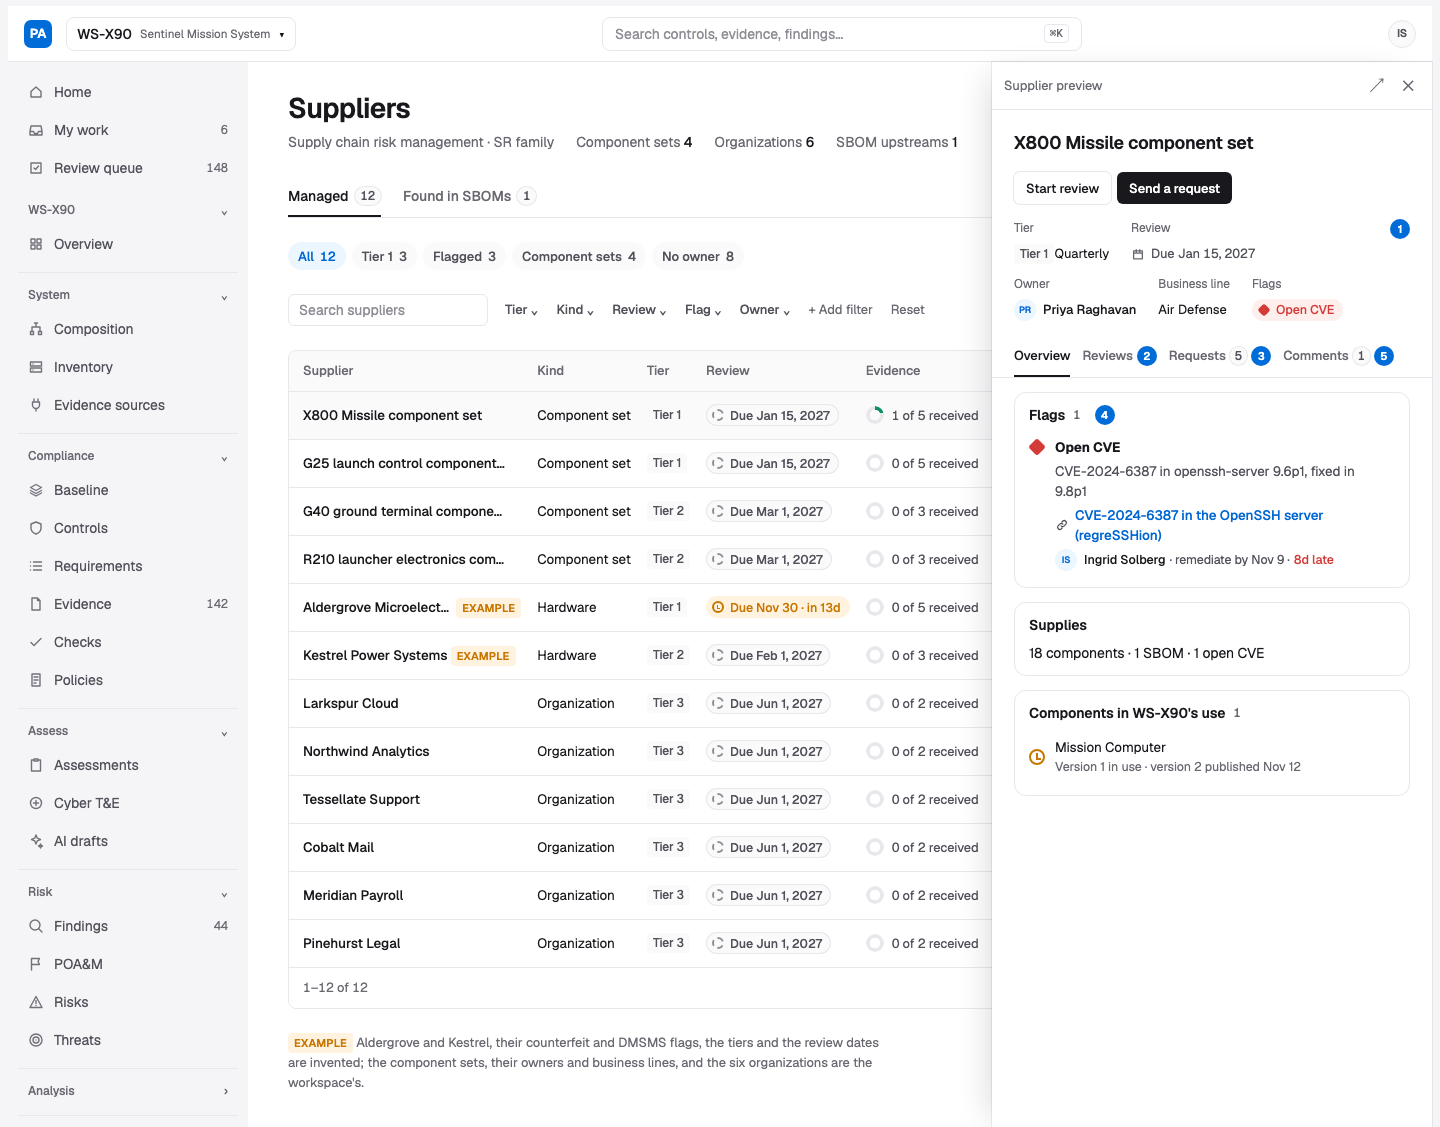 PA WS-X90 Sentinel Mission System
Search controls, evidence, findings... ⌘K
IS
Home
My work 6
Review queue 148
WS-X90
Overview
System
Composition
Inventory
Evidence sources
Compliance
Baseline
Controls
Requirements
Evidence 142
Checks
Policies
Assess
Assessments
Cyber T&E
AI drafts
Risk
Findings 44
POA&M
Risks
Threats
Analysis
Suppliers
Supply chain risk management · SR family Component sets 4 Organizations 6 SBOM upstreams 1
Managed 12 Found in SBOMs 1
All 12 Tier 1 3 Flagged 3 Component sets 4 No owner 8
Search suppliers Tier Kind Review Flag Owner + Add filter Reset
Supplier Kind Tier Review Evidence
X800 Missile component set Component set Tier 1 Due Jan 15, 2027 1 of 5 received
G25 launch control component... Component set Tier 1 Due Jan 15, 2027 0 of 5 received
G40 ground terminal compone... Component set Tier 2 Due Mar 1, 2027 0 of 3 received
R210 launcher electronics com... Component set Tier 2 Due Mar 1, 2027 0 of 3 received
Aldergrove Microelect... EXAMPLE Hardware Tier 1 Due Nov 30 · in 13d 0 of 5 received
Kestrel Power Systems EXAMPLE Hardware Tier 2 Due Feb 1, 2027 0 of 3 received
Larkspur Cloud Organization Tier 3 Due Jun 1, 2027 0 of 2 received
Northwind Analytics Organization Tier 3 Due Jun 1, 2027 0 of 2 received
Tessellate Support Organization Tier 3 Due Jun 1, 2027 0 of 2 received
Cobalt Mail Organization Tier 3 Due Jun 1, 2027 0 of 2 received
Meridian Payroll Organization Tier 3 Due Jun 1, 2027 0 of 2 received
Pinehurst Legal Organization Tier 3 Due Jun 1, 2027 0 of 2 received
1–12 of 12
EXAMPLE Aldergrove and Kestrel, their counterfeit and DMSMS flags, the tiers and the review dates
are invented; the component sets, their owners and business lines, and the six organizations are the
workspace's.
Supplier preview
X800 Missile component set
Start review Send a request
Tier Review 1
Tier 1 Quarterly Due Jan 15, 2027
Owner Business line Flags
PR Priya Raghavan Air Defense Open CVE
Overview Reviews 2 Requests 5 3 Comments 1 5
Flags 1 4
Open CVE
CVE-2024-6387 in openssh-server 9.6p1, fixed in
9.8p1
CVE-2024-6387 in the OpenSSH server
(regreSSHion)
IS Ingrid Solberg · remediate by Nov 9 · 8d late
Supplies
18 components · 1 SBOM · 1 open CVE
Components in WS-X90's use 1
Mission Computer
Version 1 in use · version 2 published Nov 12